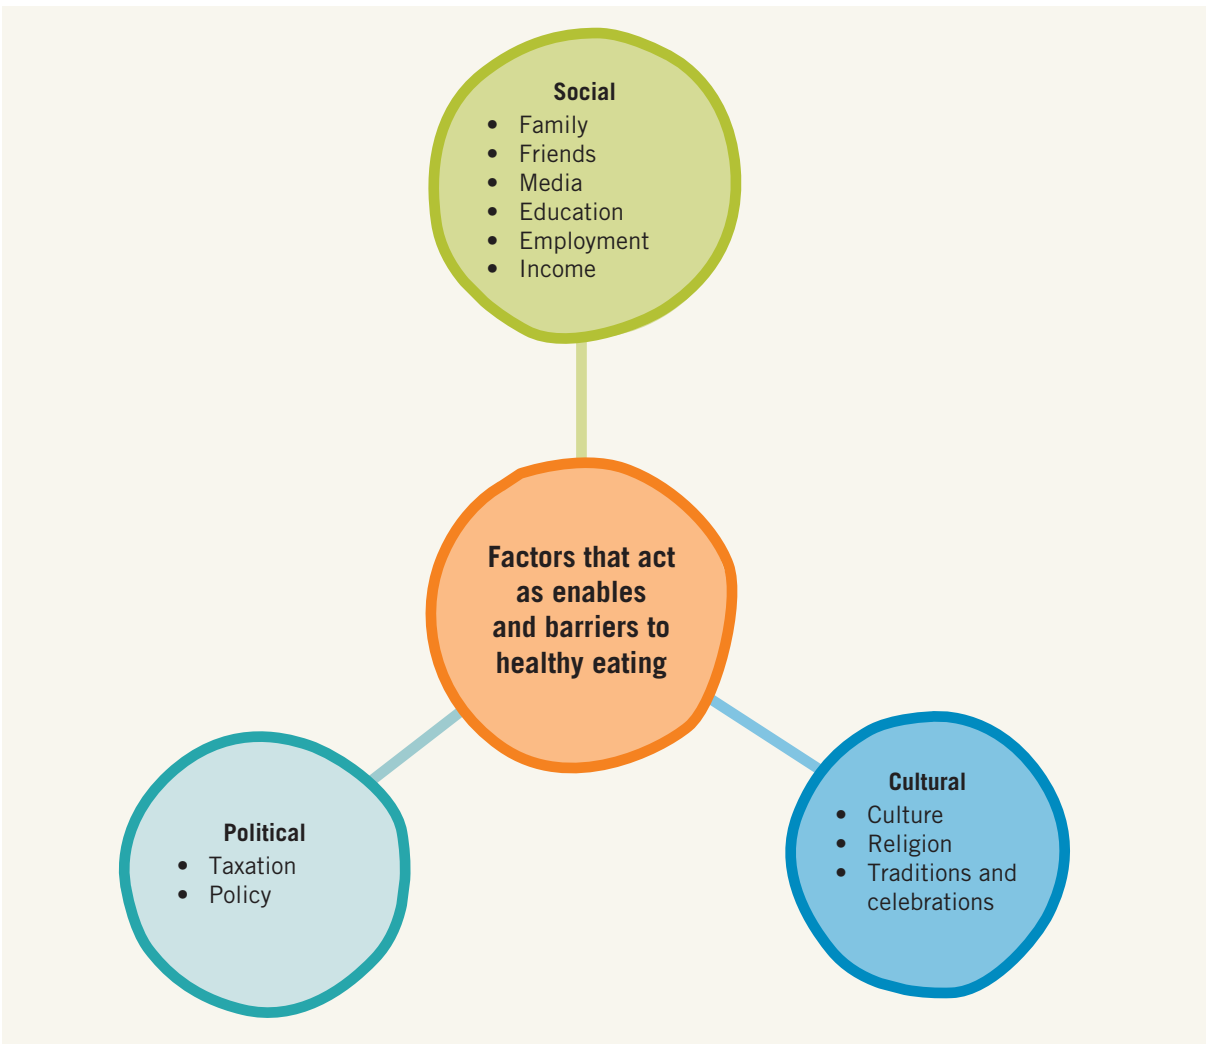 Social
• Family
• Friends
• Media
• Education
• Employment
• Income
Factors that act
as enables
and barriers to
healthy eating
Political
• Taxation
• Policy
Cultural
• Culture
• Religion
• Traditions and
celebrations